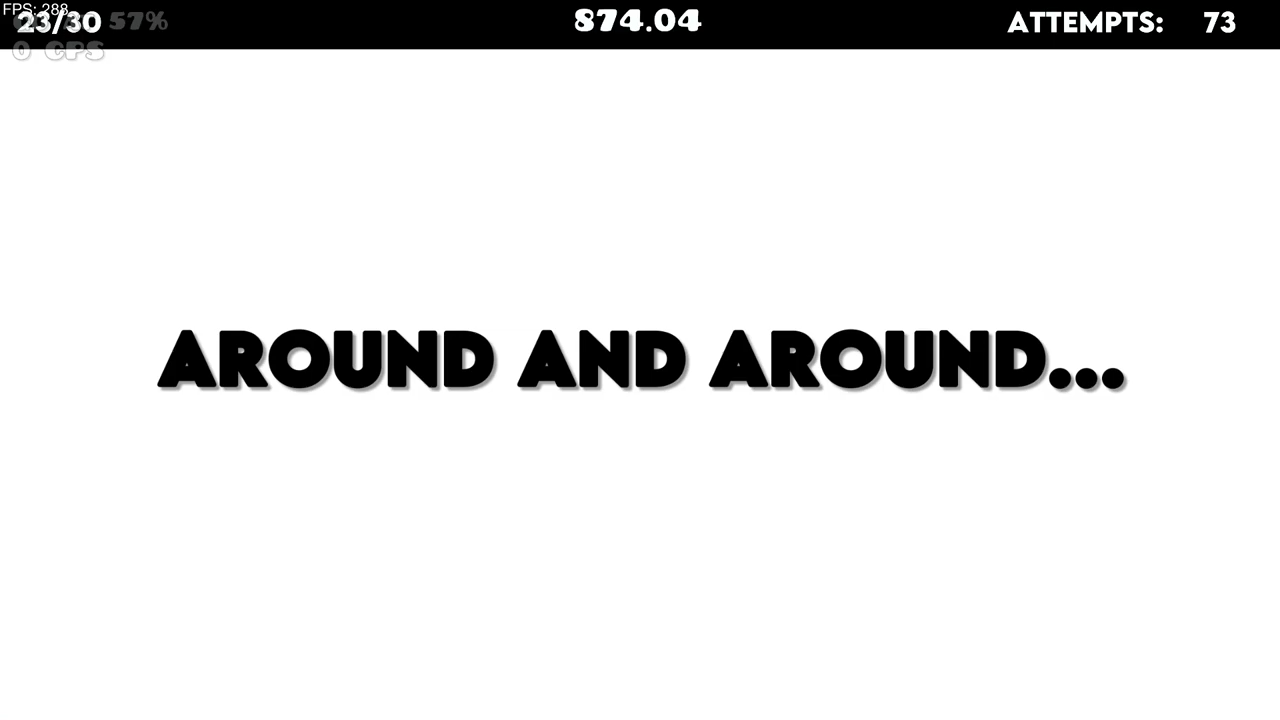 FPS: 288
23/30
57%
874.04
ATTEMPTS: 73
0 CPS
AROUND AND AROUND...